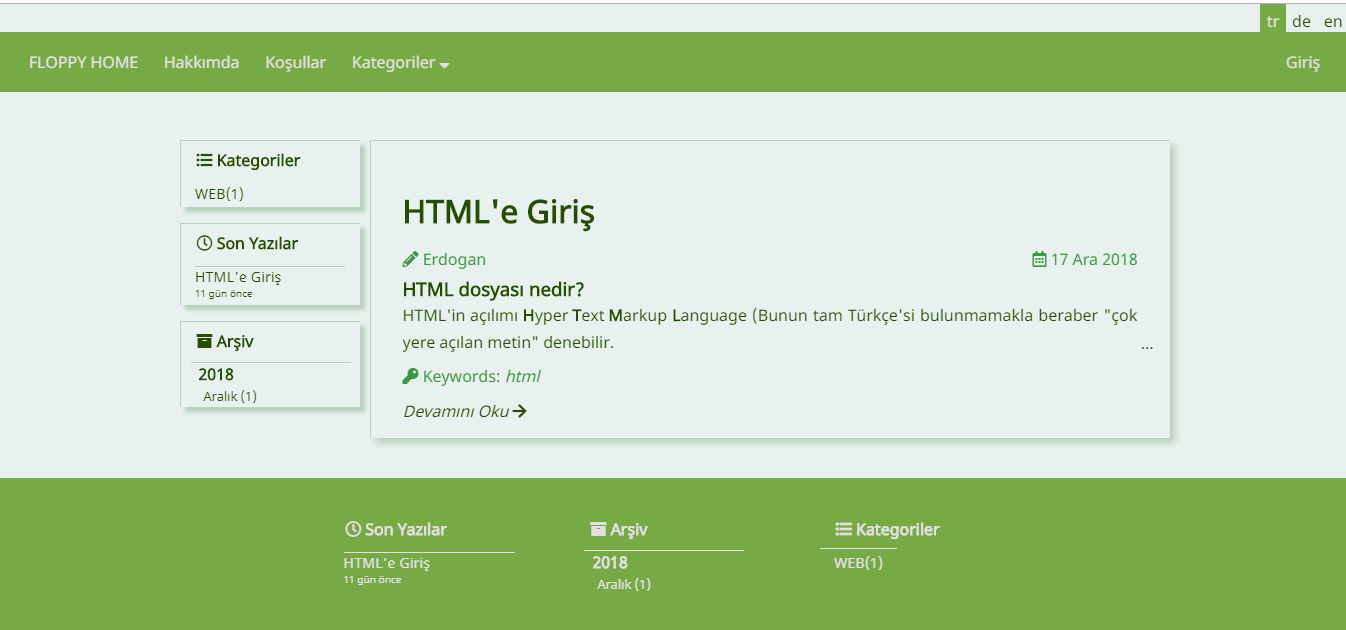 tr de en
FLOPPY HOME Hakkımda Koşullar Kategoriler Giriş
Kategoriler
WEB(1)
Son Yazılar
HTML'e Giriş
11 gün önce
Arşiv
2018
Aralık (1)
HTML'e Giriş
Erdogan 17 Ara 2018
HTML dosyası nedir?
HTML'in açılımı Hyper Text Markup Language (Bunun tam Türkçe'si bulunmamakla beraber "çok
yere açılan metin" denebilir. ...
Keywords: html
Devamını Oku
Son Yazılar
HTML'e Giriş
11 gün önce
Arşiv
2018
Aralık (1)
Kategoriler
WEB(1)